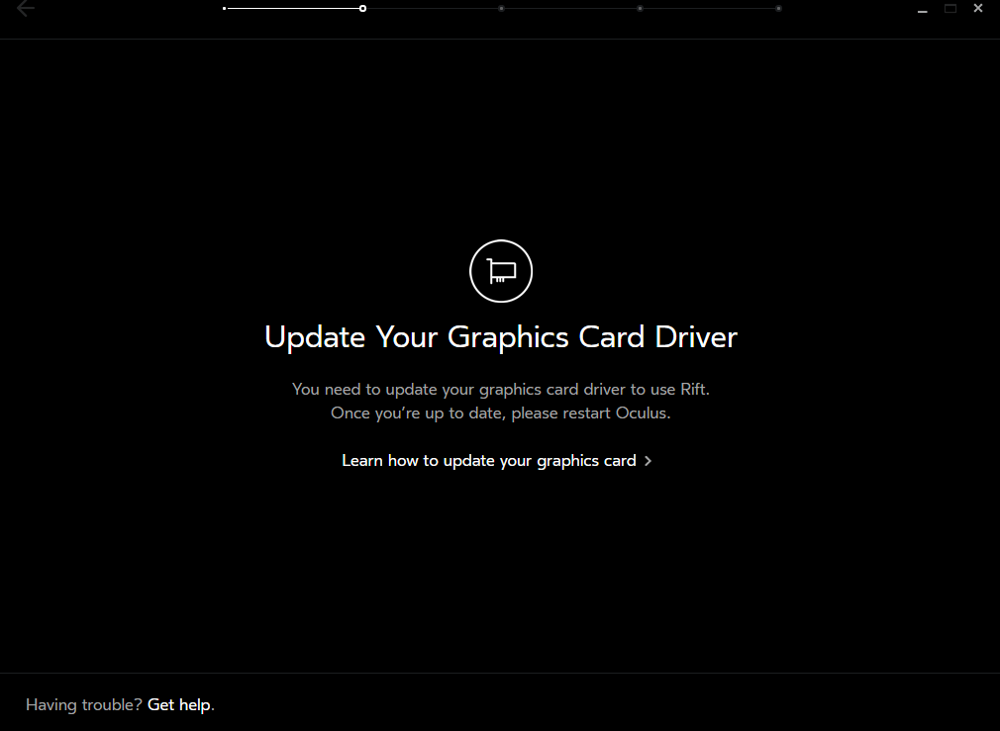 Update Your Graphics Card Driver
You need to update your graphics card driver to use Rift.
Once you’re up to date, please restart Oculus.
Learn how to update your graphics card
Having trouble? Get help.